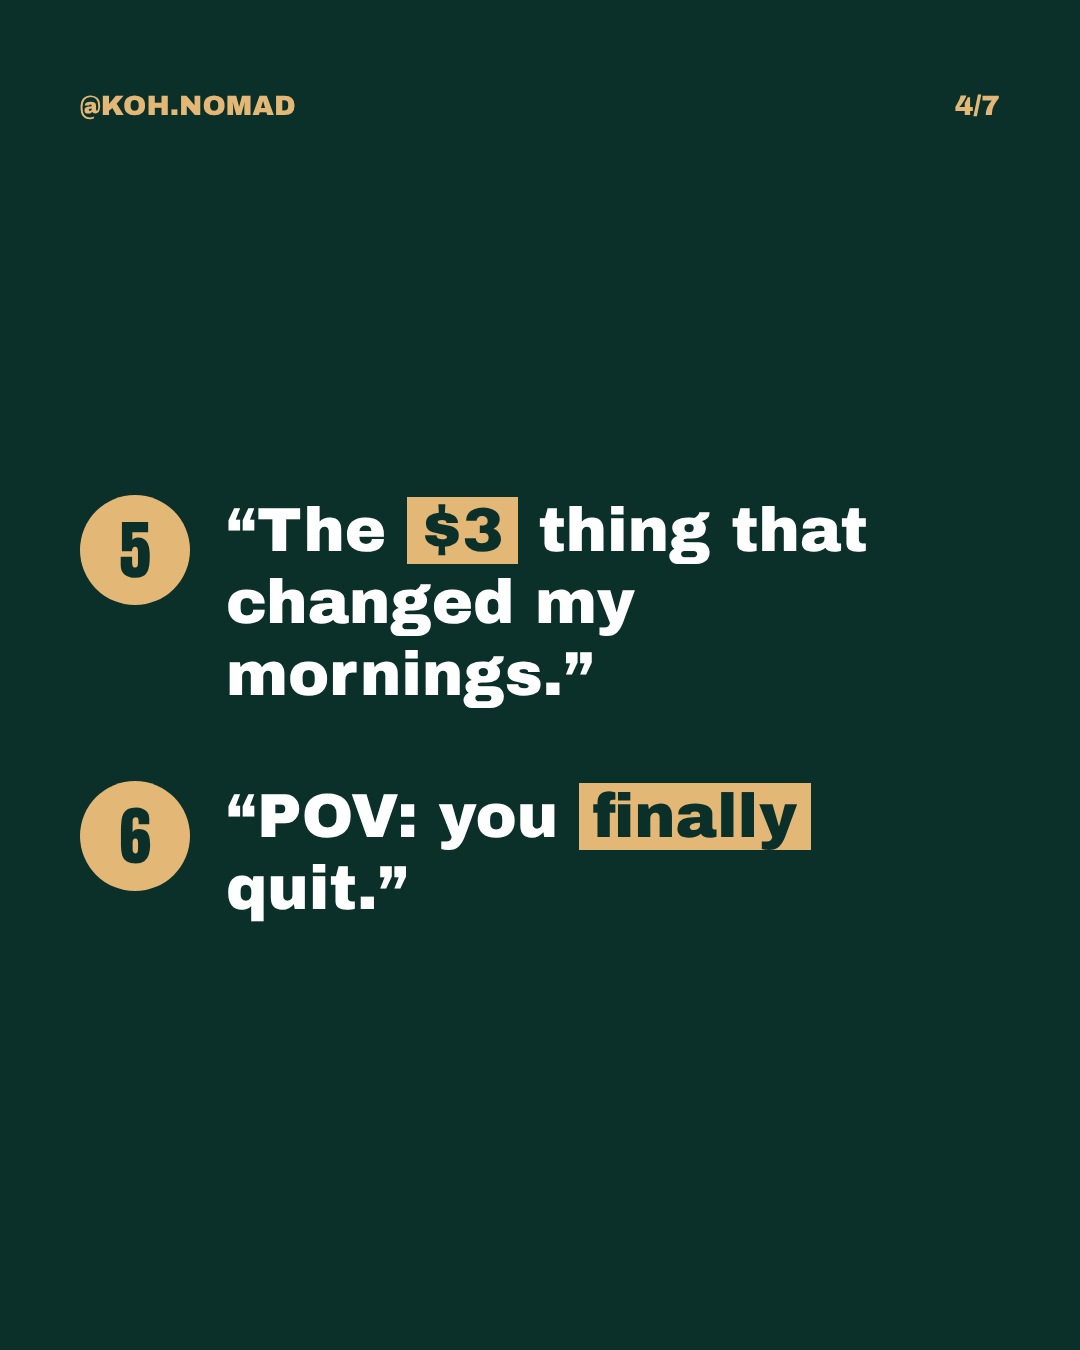 @KOH.NOMAD
4/7
5
“The $3 thing that
changed my
mornings.”
6
“POV: you finally
quit.”